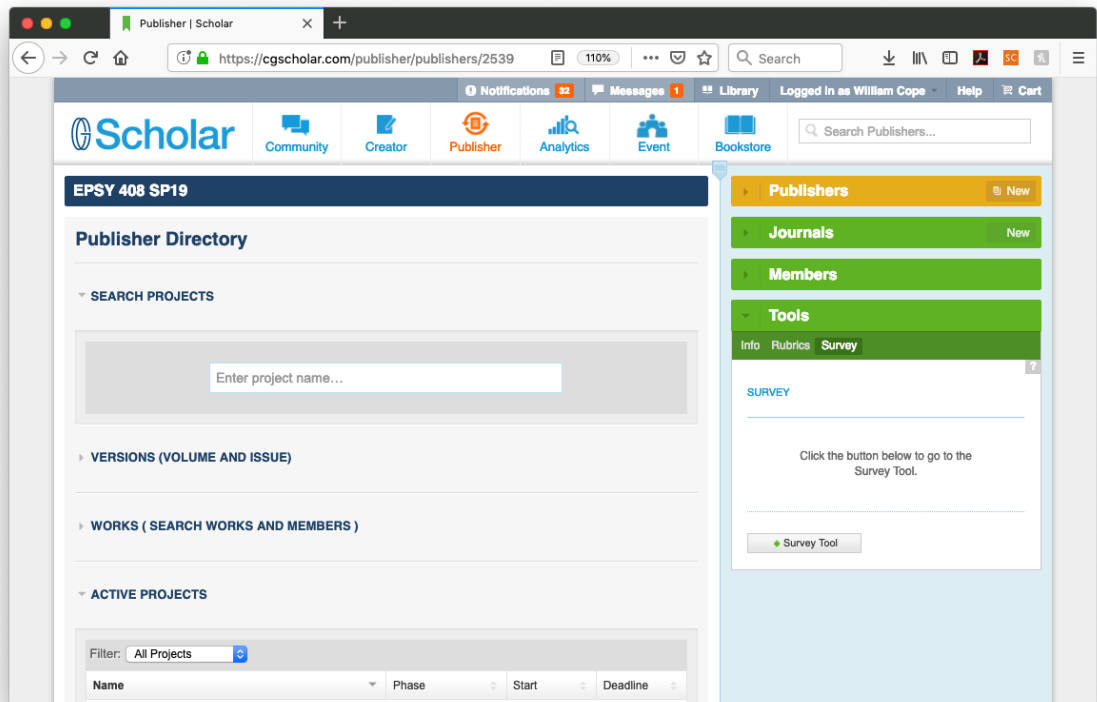 Publisher | Scholar
https://cgscholar.com/publisher/publishers/2539
110%
Search
SC
Notifications 32
Messages 1
Library
Logged in as William Cope
Help
Cart
CG Scholar
Community
Creator
Publisher
Analytics
Event
Bookstore
Search Publishers...
EPSY 408 SP19
Publisher Directory
SEARCH PROJECTS
Enter project name…
VERSIONS (VOLUME AND ISSUE)
WORKS ( SEARCH WORKS AND MEMBERS )
ACTIVE PROJECTS
Filter: All Projects
Name Phase Start Deadline
Publishers New
Journals New
Members
Tools
Info Rubrics Survey
?
SURVEY
Click the button below to go to the
Survey Tool.
Survey Tool